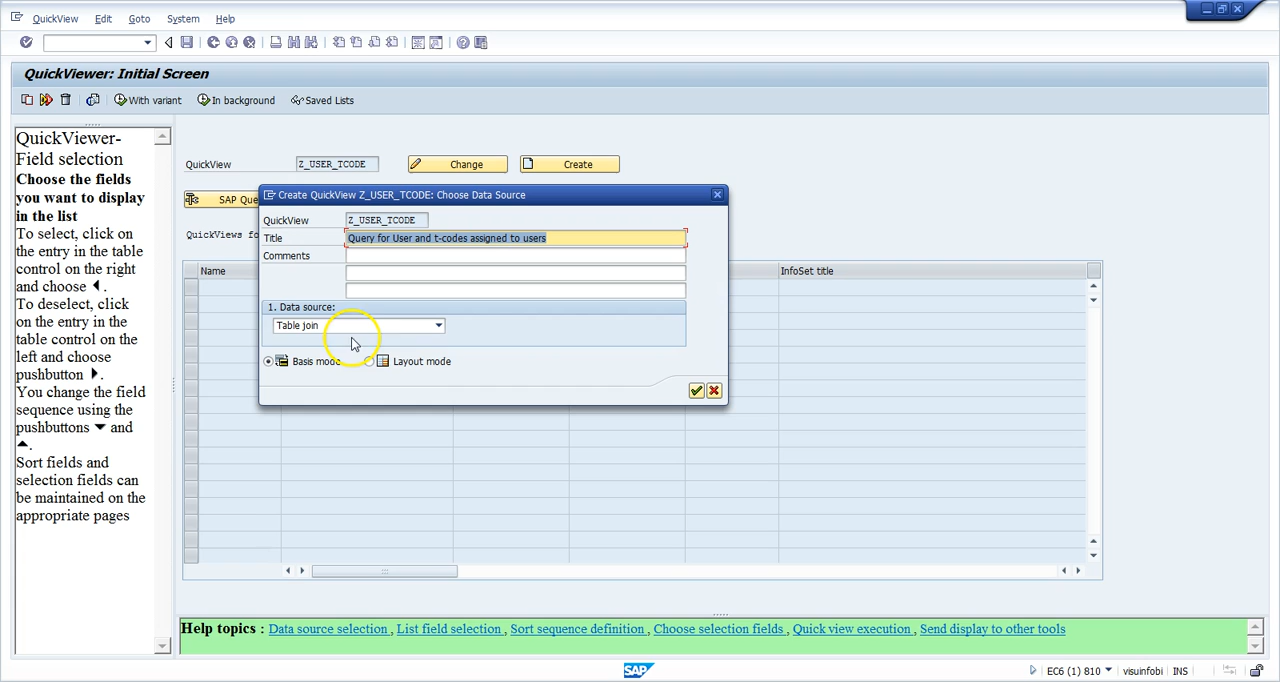 QuickView Edit Goto System Help
QuickViewer: Initial Screen
With variant In background Saved Lists
QuickViewer-
Field selection
Choose the fields
you want to display
in the list
To select, click on
the entry in the table
control on the right
and choose ◀.
To deselect, click
on the entry in the
table control on the
left and choose
pushbutton ▶.
You change the field
sequence using the
pushbuttons ▼ and
▲.
Sort fields and
selection fields can
be maintained on the
appropriate pages
QuickView Z_USER_TCODE Change Create
SAP Que
QuickViews fo
Create QuickView Z_USER_TCODE: Choose Data Source
QuickView Z_USER_TCODE
Title Query for User and t-codes assigned to users
Comments
1. Data source:
Table join
Basis mode Layout mode
Name InfoSet title
Help topics : Data source selection , List field selection , Sort sequence definition , Choose selection fields , Quick view execution , Send display to other tools
SAP
EC6 (1) 810 visuinfobi INS